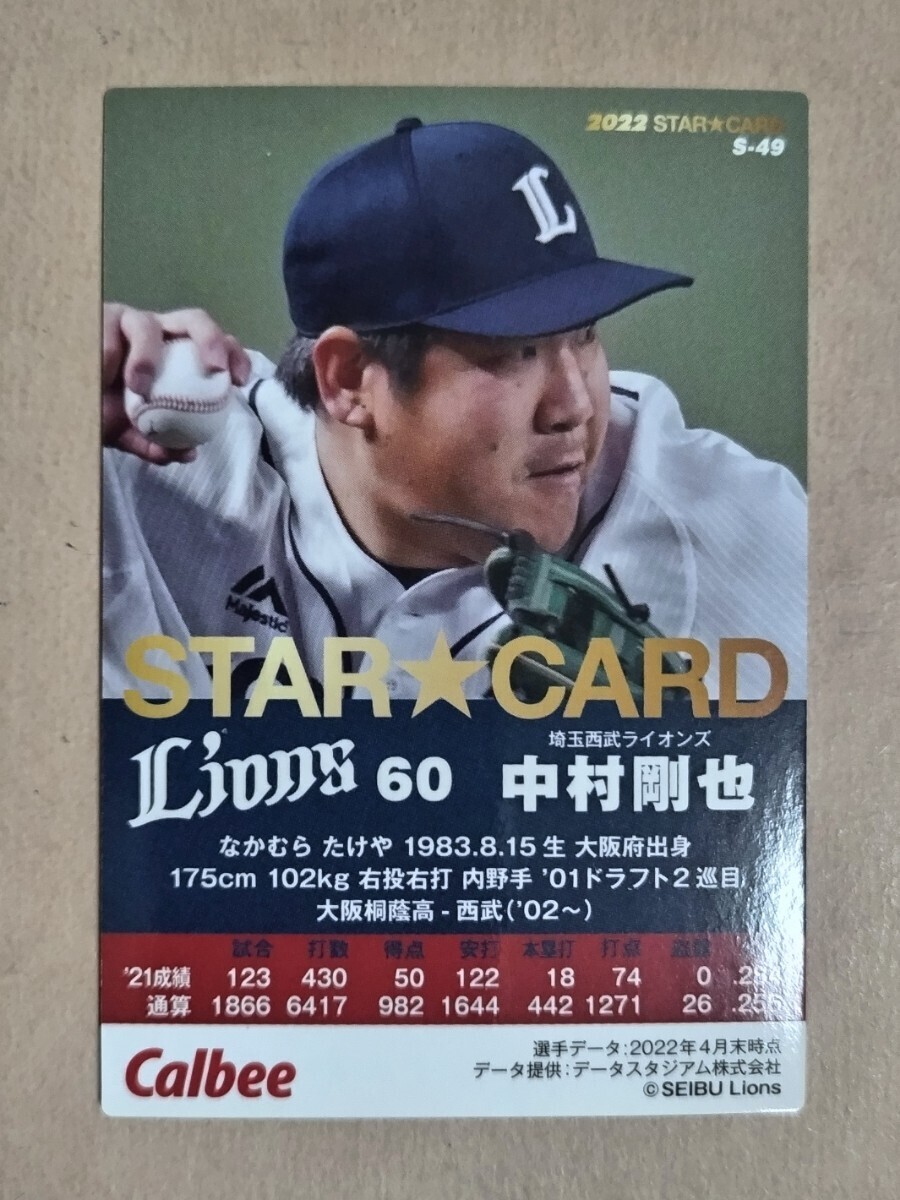 2022 STAR★CARD
S-49
L
Majestic
STAR★CARD
埼玉西武ライオンズ
Lions 60 中村剛也
なかむら たけや 1983.8.15生 大阪府出身
175cm 102kg 右投右打 内野手 '01ドラフト2巡目
大阪桐蔭高-西武('02〜)
試合 打数 得点 安打 本塁打 打点 盗塁
'21成績 123 430 50 122 18 74 0
通算 1866 6417 982 1644 442 1271 26
Calbee
選手データ:2022年4月末時点
データ提供:データスタジアム株式会社
©SEIBU Lions